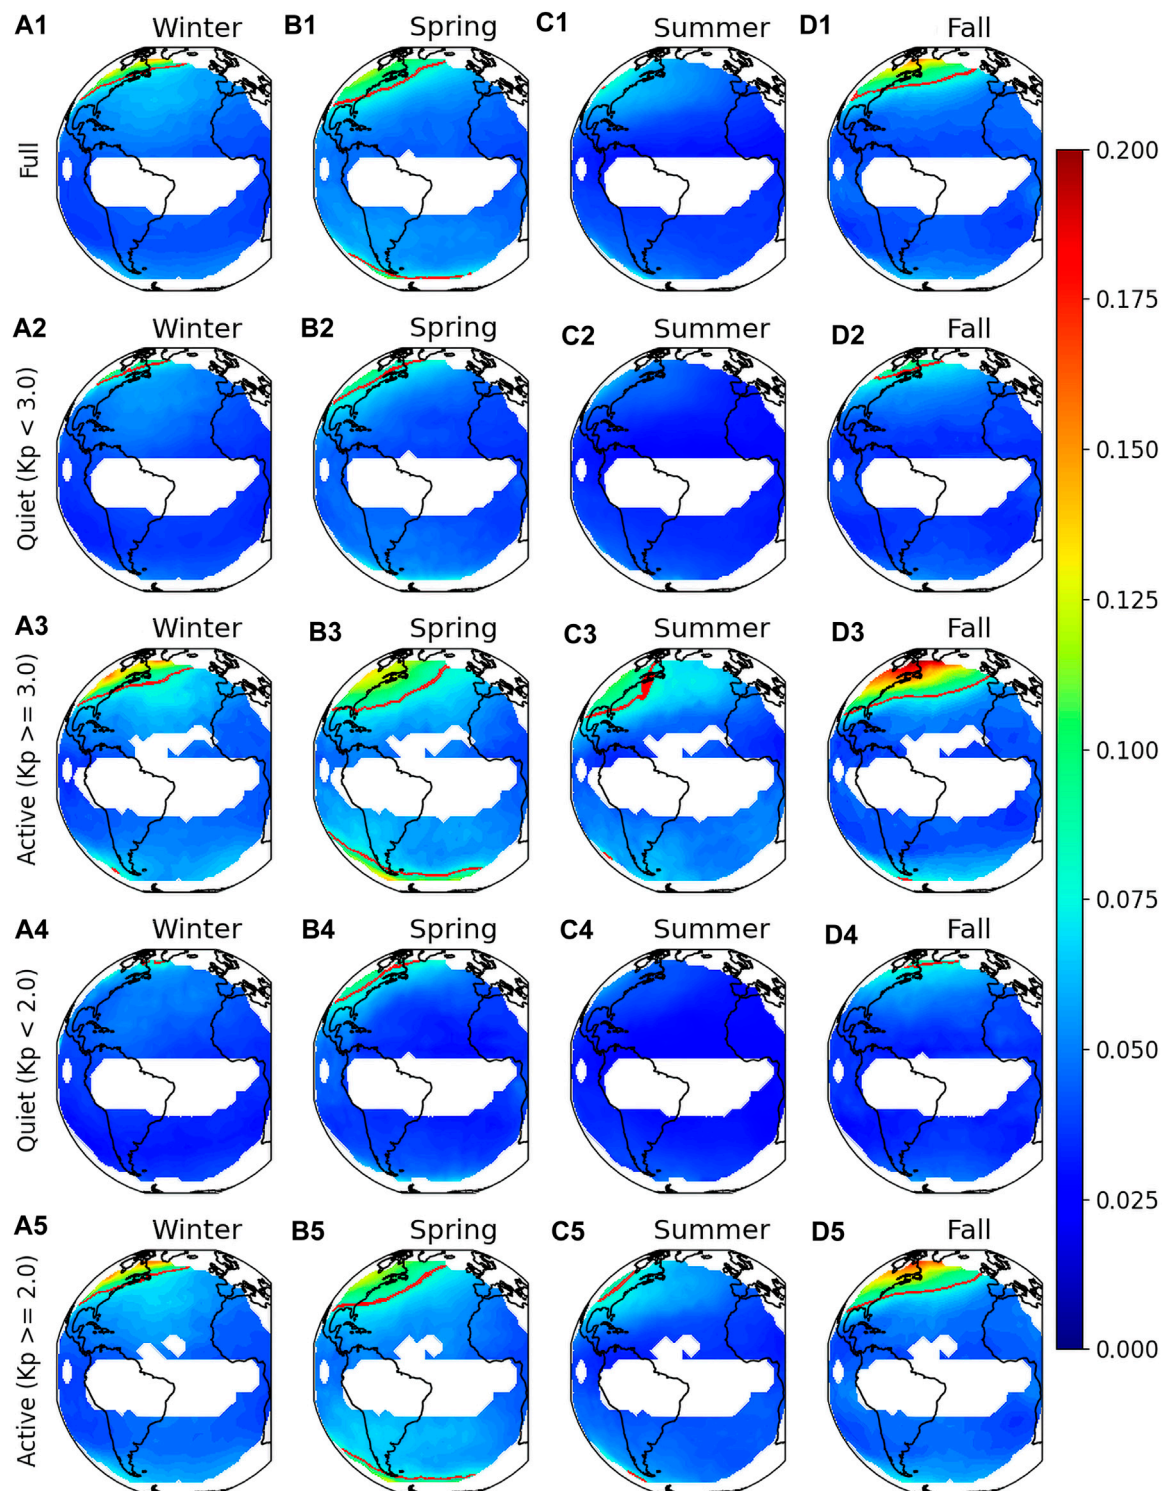 A1 Winter B1 Spring C1 Summer D1 Fall
Full
0.200
0.175
A2 Winter B2 Spring C2 Summer D2 Fall
Quiet (Kp < 3.0)
0.150
0.125
A3 Winter B3 Spring C3 Summer D3 Fall
Active (Kp >= 3.0)
0.100
0.075
A4 Winter B4 Spring C4 Summer D4 Fall
Quiet (Kp < 2.0)
0.050
0.025
A5 Winter B5 Spring C5 Summer D5 Fall
Active (Kp >= 2.0)
0.000